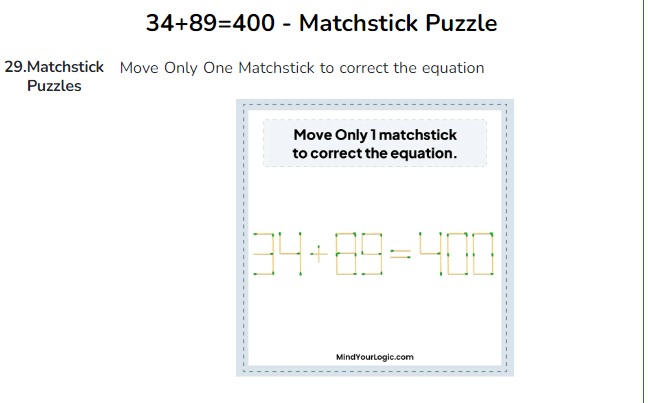 34+89=400 - Matchstick Puzzle
29.Matchstick Puzzles
Move Only One Matchstick to correct the equation
Move Only 1 matchstick
to correct the equation.
34+89=400
MindYourLogic.com